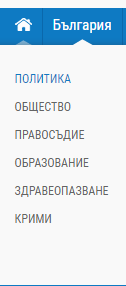 България
ПОЛИТИКА
ОБЩЕСТВО
ПРАВОСЪДИЕ
ОБРАЗОВАНИЕ
ЗДРАВЕОПАЗВАНЕ
КРИМИ